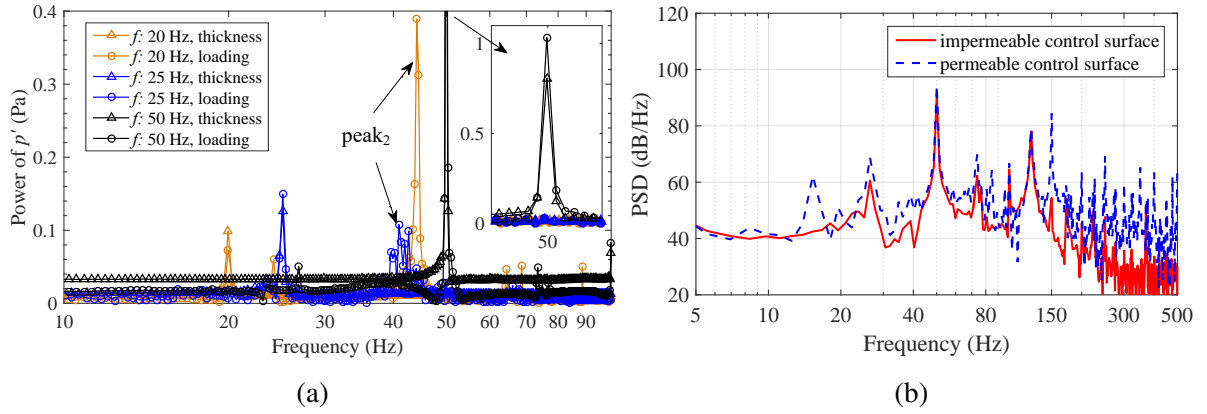 0.4
0.3
0.2
0.1
0
Power of p′ (Pa)
f: 20 Hz, thickness
f: 20 Hz, loading
f: 25 Hz, thickness
f: 25 Hz, loading
f: 50 Hz, thickness
f: 50 Hz, loading
peak2
1
0.5
0
50
10 20 30 40 50 60 70 80 90
Frequency (Hz)
(a)
120
100
80
60
40
20
PSD (dB/Hz)
impermeable control surface
permeable control surface
5 10 20 40 80 150 300 500
Frequency (Hz)
(b)